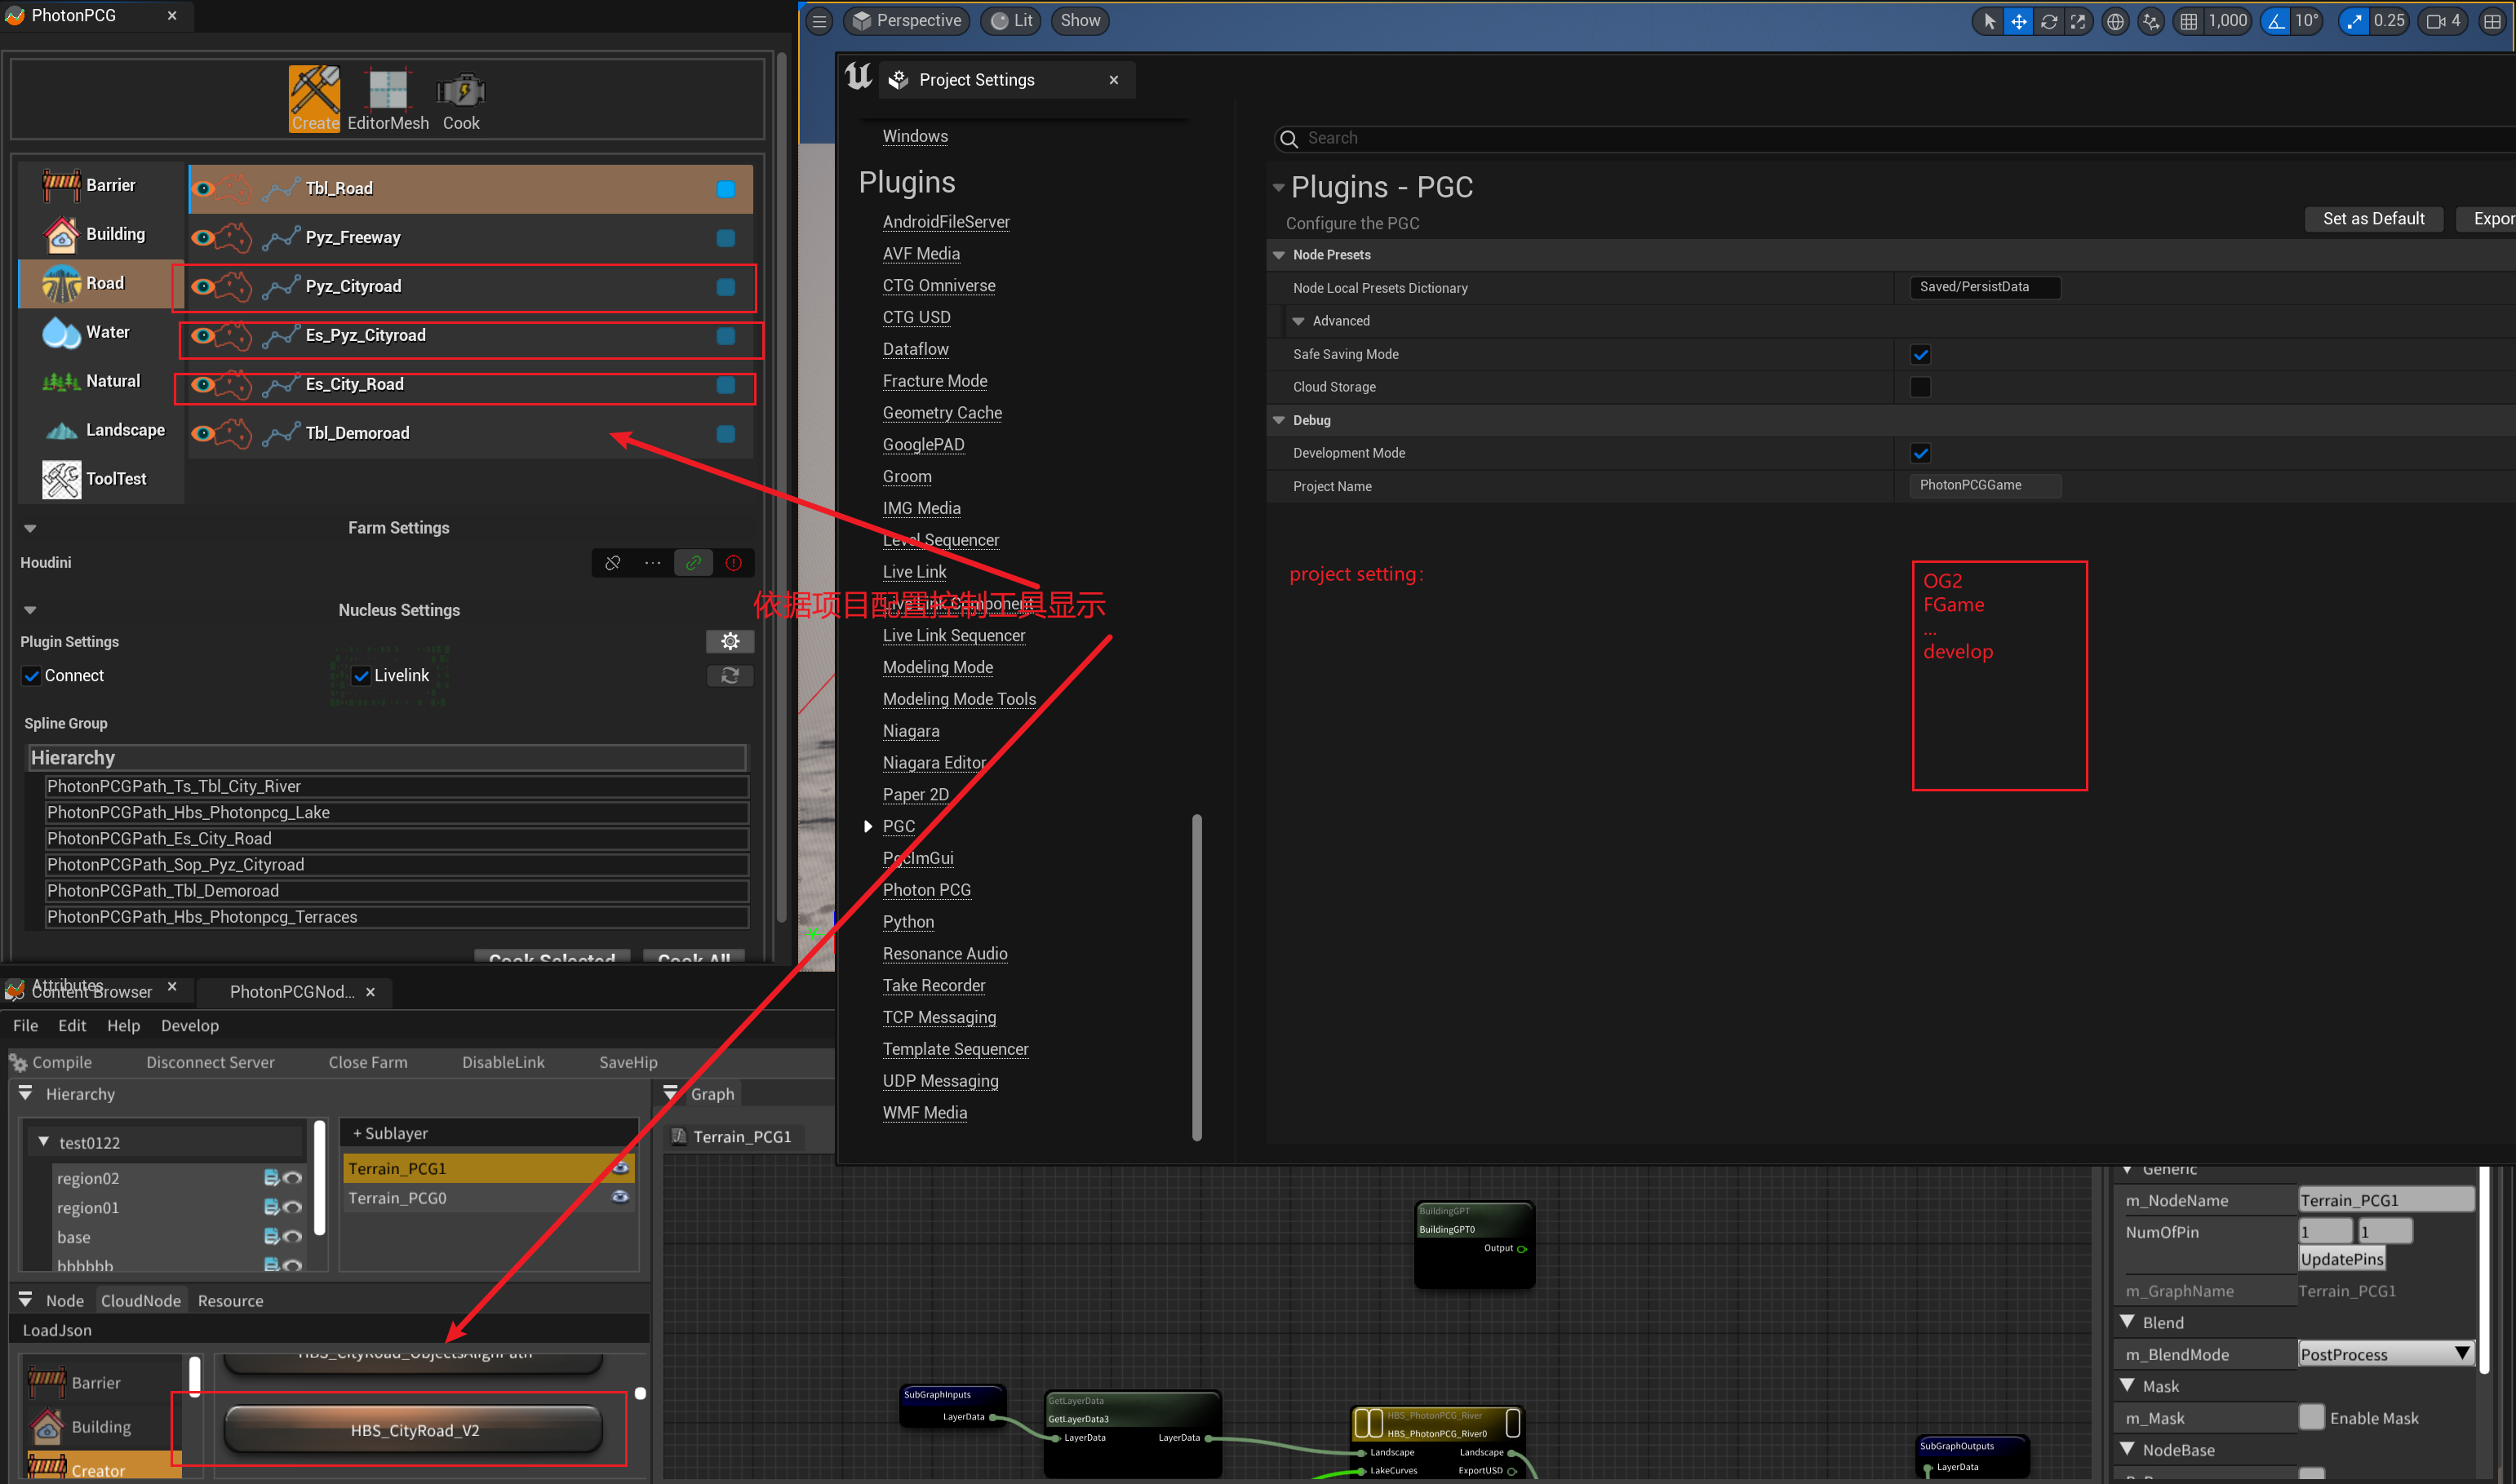 PhotonPCG
Create
EditorMesh
Cook
Barrier
Building
Road
Water
Natural
Landscape
ToolTest
Tbl_Road
Pyz_Freeway
Pyz_Cityroad
Es_Pyz_Cityroad
Es_City_Road
Tbl_Demoroad
Farm Settings
Houdini
Nucleus Settings
Plugin Settings
Connect
Livelink
Spline Group
Hierarchy
PhotonPCGPath_Ts_Tbl_City_River
PhotonPCGPath_Hbs_Photonpcg_Lake
PhotonPCGPath_Es_City_Road
PhotonPCGPath_Sop_Pyz_Cityroad
PhotonPCGPath_Tbl_Demoroad
PhotonPCGPath_Hbs_Photonpcg_Terraces
Cook Selected
Cook All
Perspective
Lit
Show
1,000
10°
0.25
4
Project Settings
Windows
Plugins
AndroidFileServer
AVF Media
CTG Omniverse
CTG USD
Dataflow
Fracture Mode
Geometry Cache
GooglePAD
Groom
IMG Media
Level Sequencer
Live Link
Live Link Component
依据项目配置控制工具显示
Live Link Sequencer
Modeling Mode
Modeling Mode Tools
Niagara
Niagara Editor
Paper 2D
PGC
PgcImGui
Photon PCG
Python
Resonance Audio
Take Recorder
TCP Messaging
Template Sequencer
UDP Messaging
WMF Media
Search
Plugins - PGC
Configure the PGC
Set as Default
Node Presets
Node Local Presets Dictionary
Saved/PersistData
Advanced
Safe Saving Mode
Cloud Storage
Debug
Development Mode
Project Name
PhotonPCGGame
project setting：
OG2
FGame
...
develop
Attributes
Content Browser
PhotonPCGNod...
File Edit Help Develop
Compile
Disconnect Server
Close Farm
DisableLink
SaveHip
Hierarchy
test0122
region02
region01
base
bbbbbb
+ Sublayer
Terrain_PCG1
Terrain_PCG0
Node
CloudNode
Resource
LoadJson
Barrier
Building
Creator
HBS_CityRoad_ObjectsAlignPath
HBS_CityRoad_V2
Graph
Terrain_PCG1
BuildingGPT
BuildingGPT0
Output
SubGraphInputs
LayerData
GetLayerData
GetLayerData3
LayerData
LayerData
HBS_PhotonPCG_River
HBS_PhotonPCG_River0
Landscape
Landscape
LakeCurves
ExportUSD
SubGraphOutputs
LayerData
Generic
m_NodeName
Terrain_PCG1
NumOfPin
1
1
UpdatePins
m_GraphName
Terrain_PCG1
Blend
m_BlendMode
PostProcess
Mask
m_Mask
Enable Mask
NodeBase